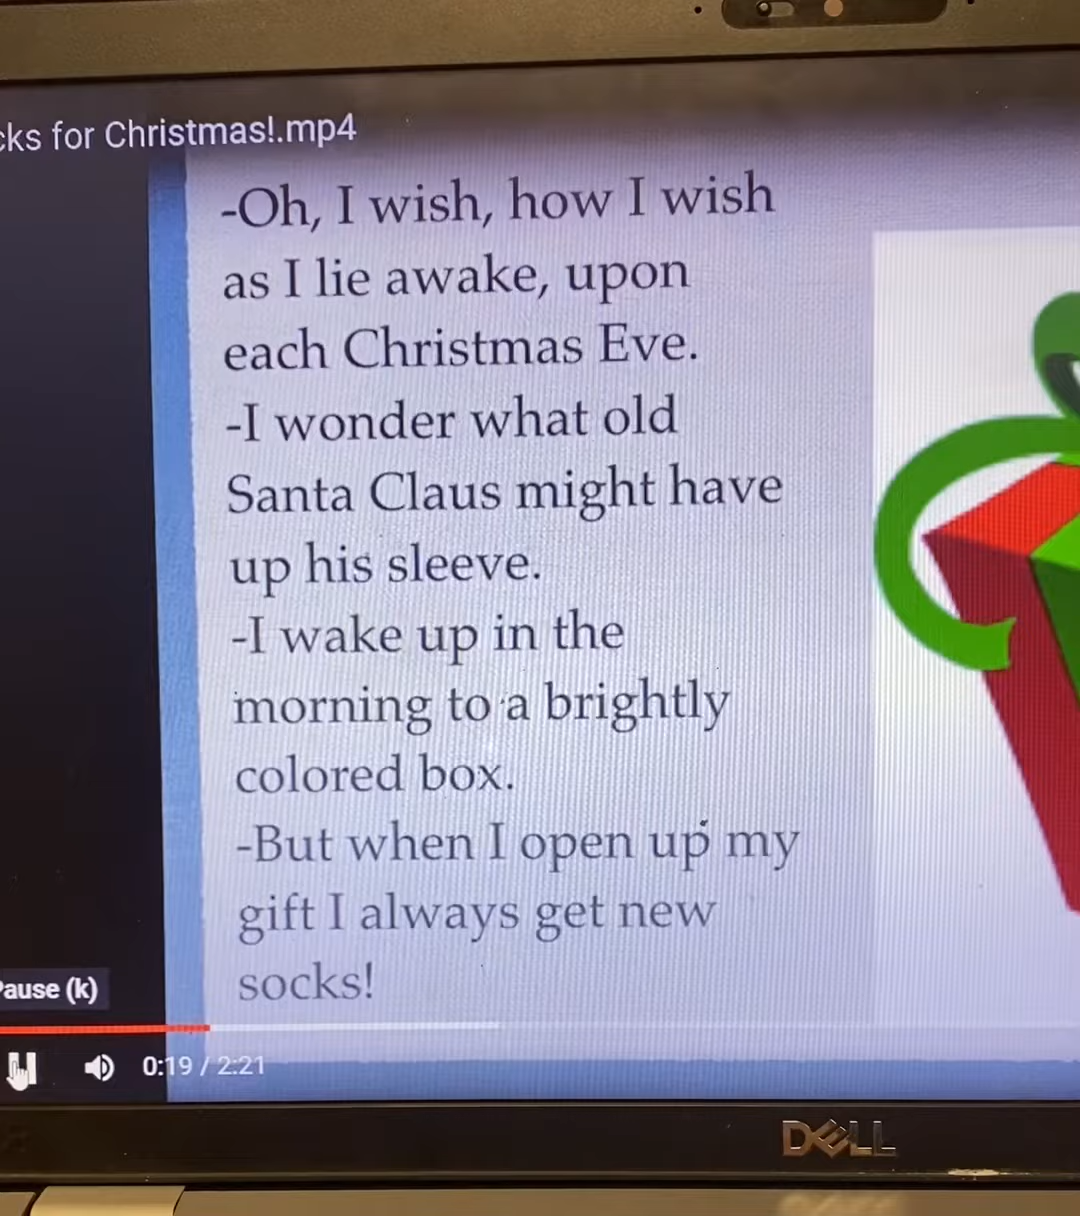 cks for Christmas!.mp4
-Oh, I wish, how I wish
as I lie awake, upon
each Christmas Eve.
-I wonder what old
Santa Claus might have
up his sleeve.
-I wake up in the
morning to a brightly
colored box.
-But when I open up my
gift I always get new
socks!
Pause (k)
0:19 / 2:21
DELL